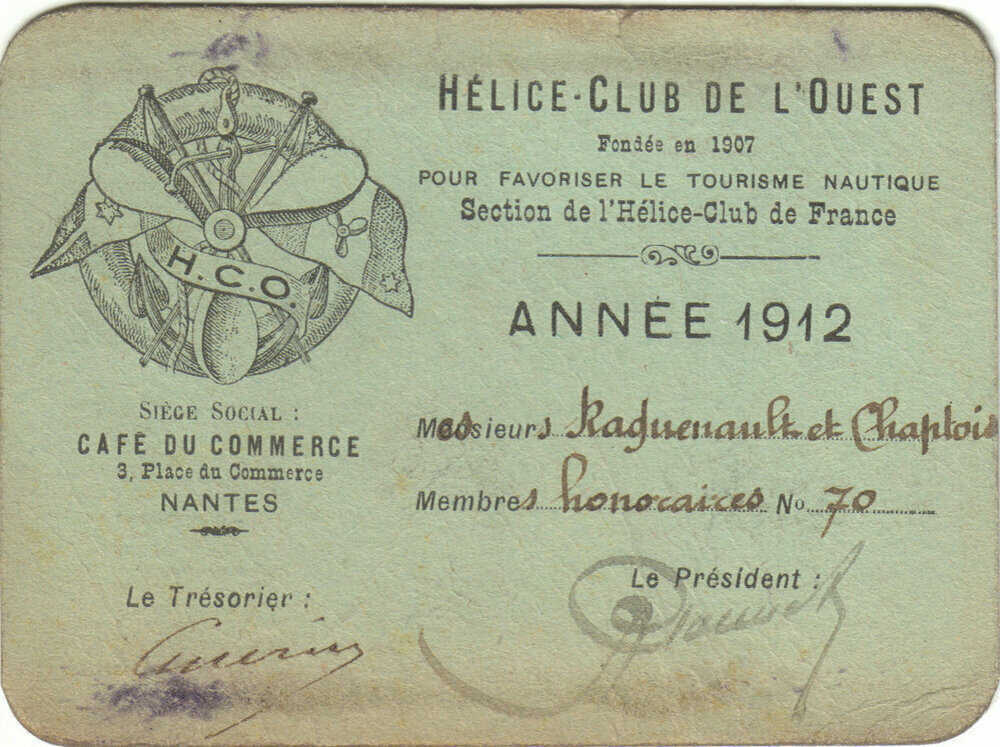 HÉLICE-CLUB DE L'OUEST
Fondée en 1907
POUR FAVORISER LE TOURISME NAUTIQUE
Section de l'Hélice-Club de France
H.C.O.
ANNÉE 1912
SIÈGE SOCIAL :
CAFÉ DU COMMERCE
3, Place du Commerce
NANTES
Messieurs Raguenault et Chaplois
Membres honoraires No 70
Le Trésorier :
Le Président :